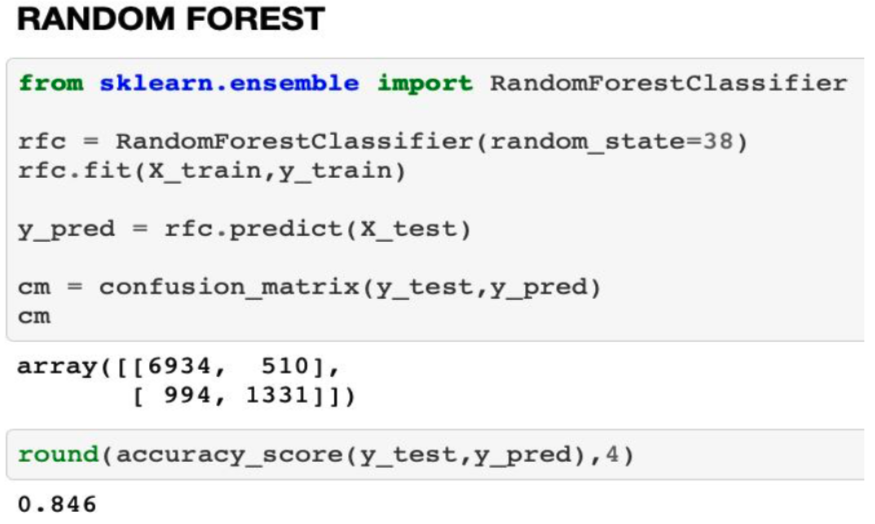 RANDOM FOREST
from sklearn.ensemble import RandomForestClassifier
rfc = RandomForestClassifier(random_state=38)
rfc.fit(X_train,y_train)
y_pred = rfc.predict(X_test)
cm = confusion_matrix(y_test,y_pred)
cm
array([[6934,  510],
       [ 994, 1331]])
round(accuracy_score(y_test,y_pred),4)
0.846